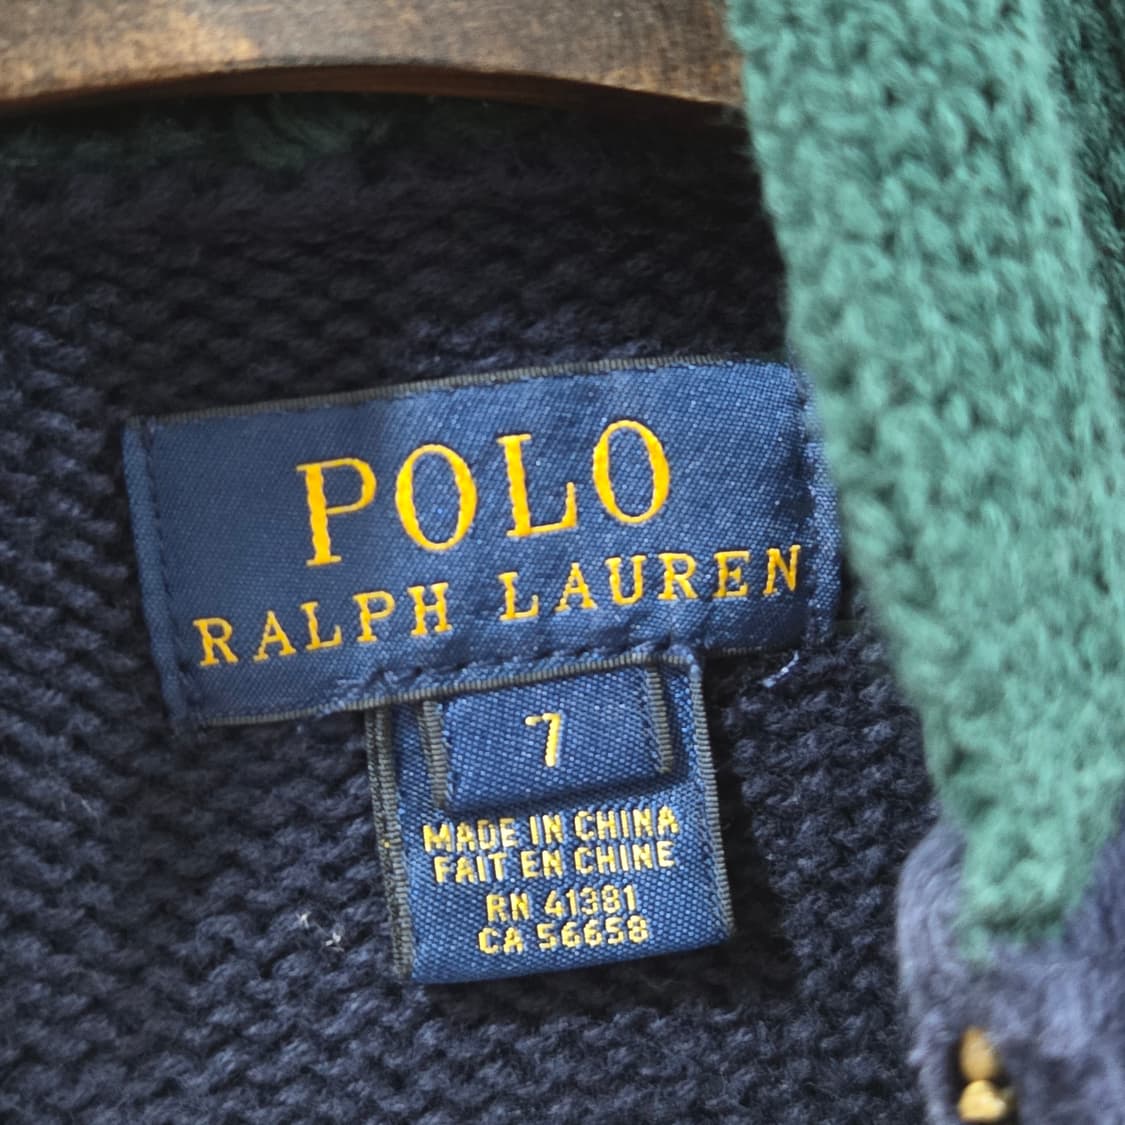 POLO
RALPH LAUREN
7
MADE IN CHINA
FAIT EN CHINE
RN 41381
CA 56658